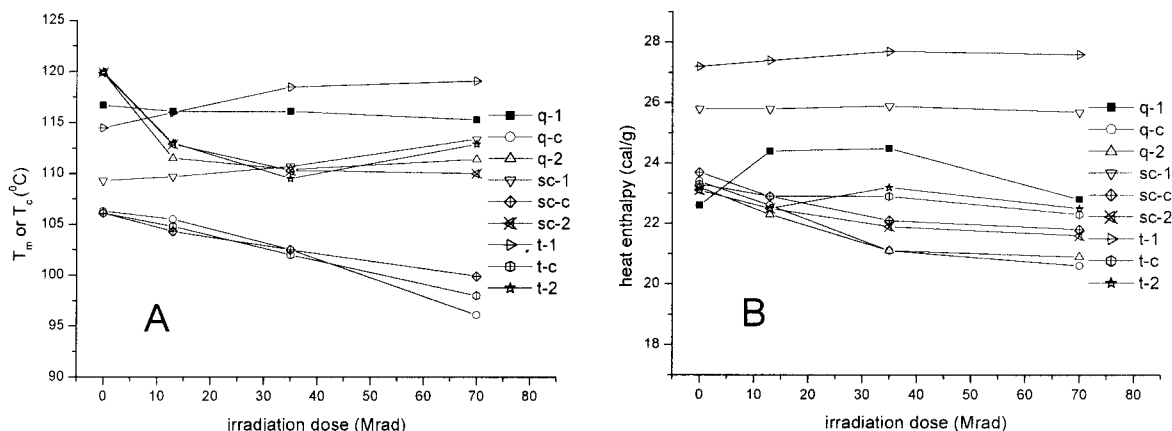 125
120
115
110
105
100
95
90
T_m or T_c (⁰C)
A
0 10 20 30 40 50 60 70 80
irradiation dose (Mrad)
q-1
q-c
q-2
sc-1
sc-c
sc-2
t-1
t-c
t-2
28
26
24
22
20
18
heat enthalpy (cal/g)
B
0 10 20 30 40 50 60 70 80
irradiation dose (Mrad)
q-1
q-c
q-2
sc-1
sc-c
sc-2
t-1
t-c
t-2